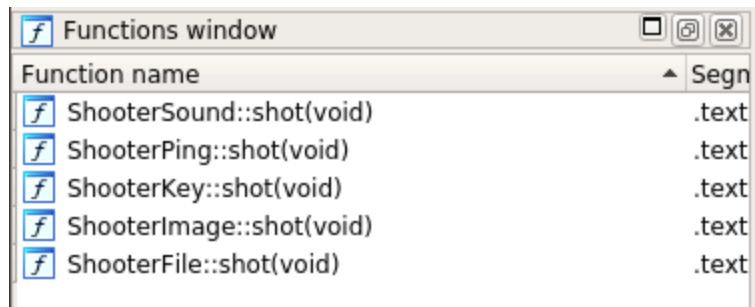 Functions window
Function name Segn
ShooterSound::shot(void) .text
ShooterPing::shot(void) .text
ShooterKey::shot(void) .text
ShooterImage::shot(void) .text
ShooterFile::shot(void) .text